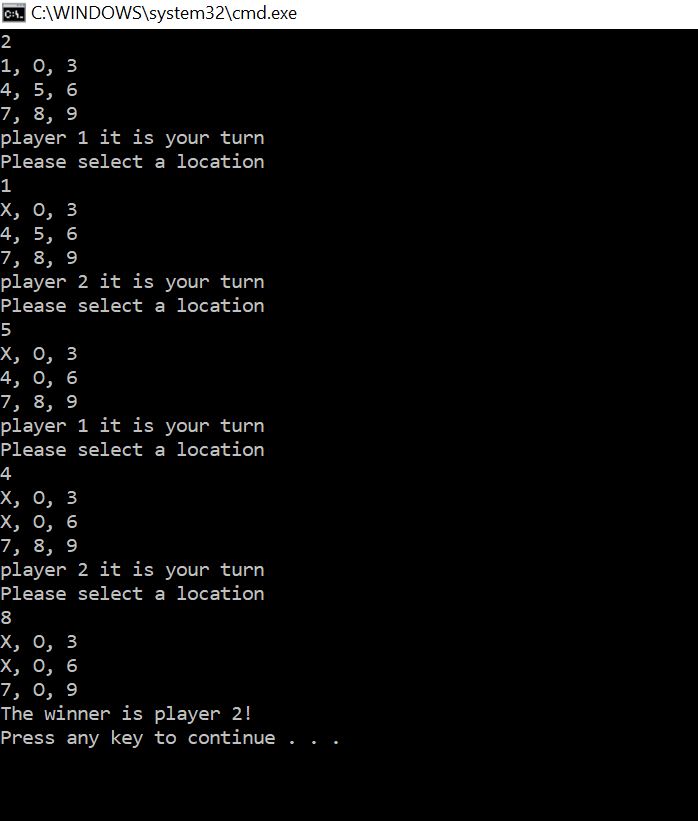 C:\WINDOWS\system32\cmd.exe
2
1, O, 3
4, 5, 6
7, 8, 9
player 1 it is your turn
Please select a location
1
X, O, 3
4, 5, 6
7, 8, 9
player 2 it is your turn
Please select a location
5
X, O, 3
4, O, 6
7, 8, 9
player 1 it is your turn
Please select a location
4
X, O, 3
X, O, 6
7, 8, 9
player 2 it is your turn
Please select a location
8
X, O, 3
X, O, 6
7, O, 9
The winner is player 2!
Press any key to continue . . .